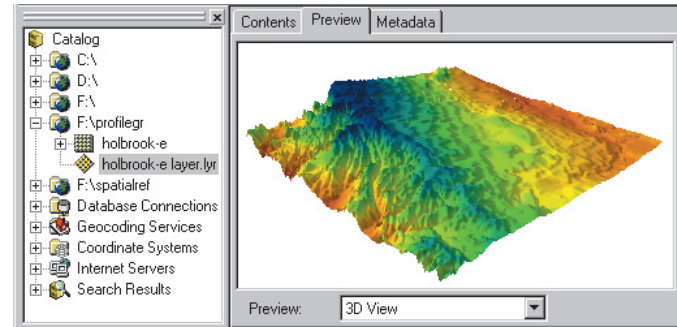 Catalog
C:\
D:\
F:\
F:\profilegr
holbrook-e
holbrook-e layer.lyr
F:\spatialref
Database Connections
Geocoding Services
Coordinate Systems
Internet Servers
Search Results
Contents Preview Metadata
Preview: 3D View